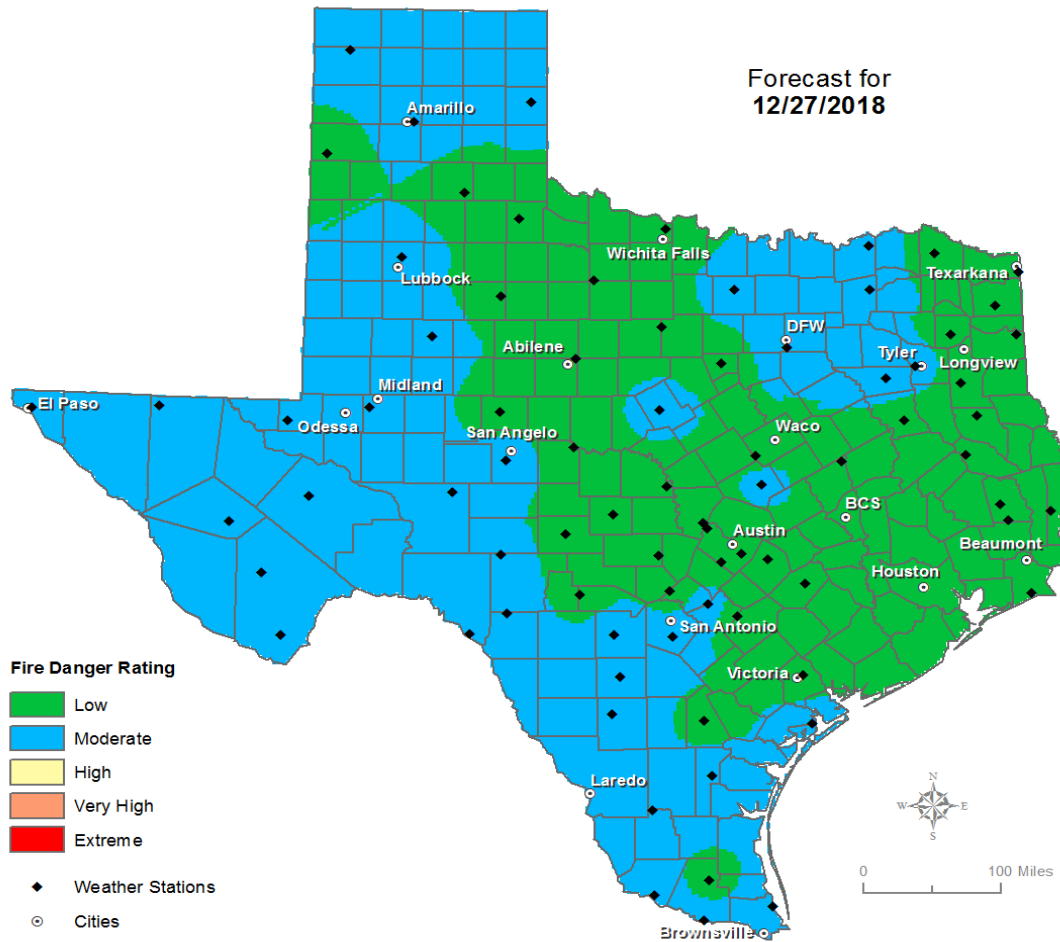 Forecast for
12/27/2018
Amarillo
Wichita Falls
Lubbock
Texarkana
DFW
Abilene
Tyler
Longview
Midland
El Paso
Odessa
San Angelo
Waco
BCS
Austin
Beaumont
Houston
San Antonio
Victoria
Laredo
Brownsville
Fire Danger Rating
Low
Moderate
High
Very High
Extreme
Weather Stations
Cities
N
W E
S
0 100 Miles